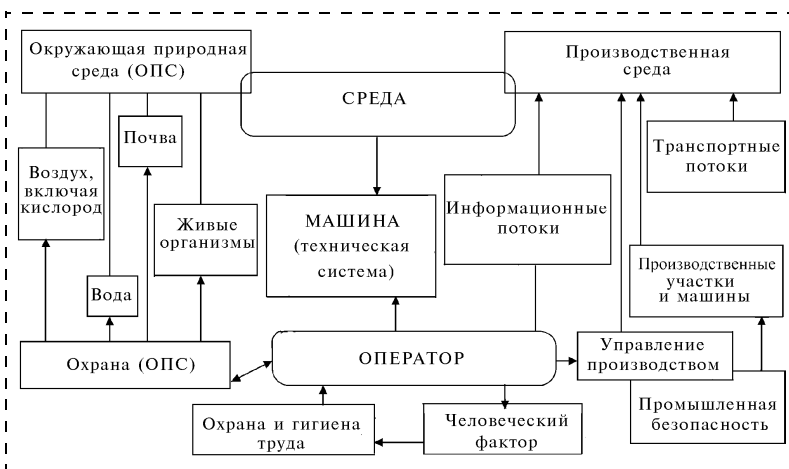 Окружающая природная
среда (ОПС)
Производственная
среда
СРЕДА
Почва
Транспортные
потоки
Воздух,
включая
кислород
Живые
организмы
МАШИНА
(техническая
система)
Информационные
потоки
Вода
Производственные
участки
и машины
Охрана (ОПС)
ОПЕРАТОР
Управление
производством
Охрана и гигиена
труда
Человеческий
фактор
Промышленная
безопасность